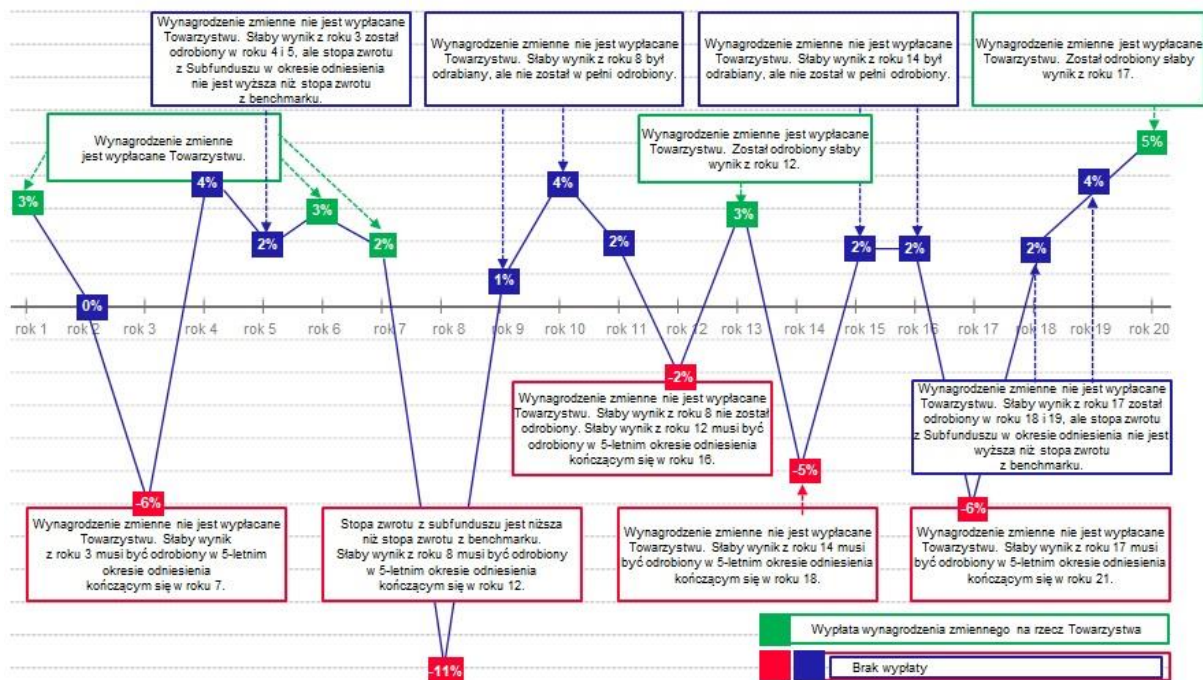 Wynagrodzenie zmienne nie jest wypłacane
Towarzystwu. Słaby wynik z roku 3 został
odrobiony w roku 4 i 5, ale stopa zwrotu
z Subfunduszu w okresie odniesienia
nie jest wyższa niż stopa zwrotu
z benchmarku.
Wynagrodzenie zmienne nie jest wypłacane
Towarzystwu. Słaby wynik z roku 8 był
odrabiany, ale nie został w pełni odrobiony.
Wynagrodzenie zmienne nie jest wypłacane
Towarzystwu. Słaby wynik z roku 14 był
odrabiany, ale nie został w pełni odrobiony.
Wynagrodzenie zmienne jest wypłacane
Towarzystwu. Został odrobiony słaby
wynik z roku 17.
Wynagrodzenie zmienne
jest wypłacane Towarzystwu.
Wynagrodzenie zmienne jest wypłacane
Towarzystwu. Został odrobiony słaby
wynik z roku 12.
3%
0%
-6%
4%
2%
3%
2%
-11%
1%
4%
2%
-2%
3%
-5%
2%
2%
-6%
2%
4%
5%
rok 1
rok 2
rok 3
rok 4
rok 5
rok 6
rok 7
rok 8
rok 9
rok 10
rok 11
rok 12
rok 13
rok 14
rok 15
rok 16
rok 17
rok 18
rok 19
rok 20
Wynagrodzenie zmienne nie jest wypłacane
Towarzystwu. Słaby wynik z roku 8 nie został
odrobiony. Słaby wynik z roku 12 musi być
odrobiony w 5-letnim okresie odniesienia
kończącym się w roku 16.
Wynagrodzenie zmienne nie jest wypłacane
Towarzystwu. Słaby wynik z roku 17 został
odrobiony w roku 18 i 19, ale stopa zwrotu
z Subfunduszu w okresie odniesienia nie jest
wyższa niż stopa zwrotu
z benchmarku.
Wynagrodzenie zmienne nie jest wypłacane
Towarzystwu. Słaby wynik
z roku 3 musi być odrobiony w 5-letnim
okresie odniesienia
kończącym się w roku 7.
Stopa zwrotu z subfunduszu jest niższa
niż stopa zwrotu z benchmarku.
Słaby wynik z roku 8 musi być odrobiony
w 5-letnim okresie odniesienia
kończącym się w roku 12.
Wynagrodzenie zmienne nie jest wypłacane
Towarzystwu. Słaby wynik z roku 14 musi
być odrobiony w 5-letnim okresie odniesienia
kończącym się w roku 18.
Wynagrodzenie zmienne nie jest wypłacane
Towarzystwu. Słaby wynik z roku 17 musi
być odrobiony w 5-letnim okresie odniesienia
kończącym się w roku 21.
Wypłata wynagrodzenia zmiennego na rzecz Towarzystwa
Brak wypłaty